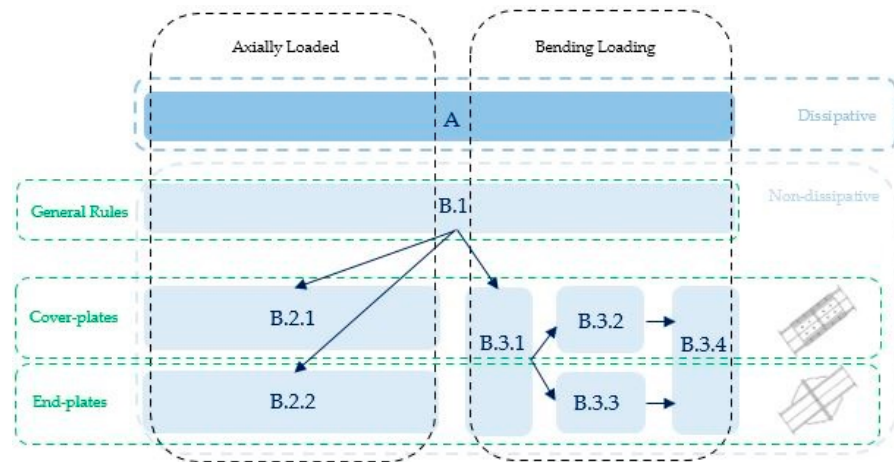 Axially Loaded
Bending Loading
A
Dissipative
General Rules
B.1
Non-dissipative
Cover-plates
B.2.1
B.3.1
B.3.2
B.3.4
End-plates
B.2.2
B.3.3